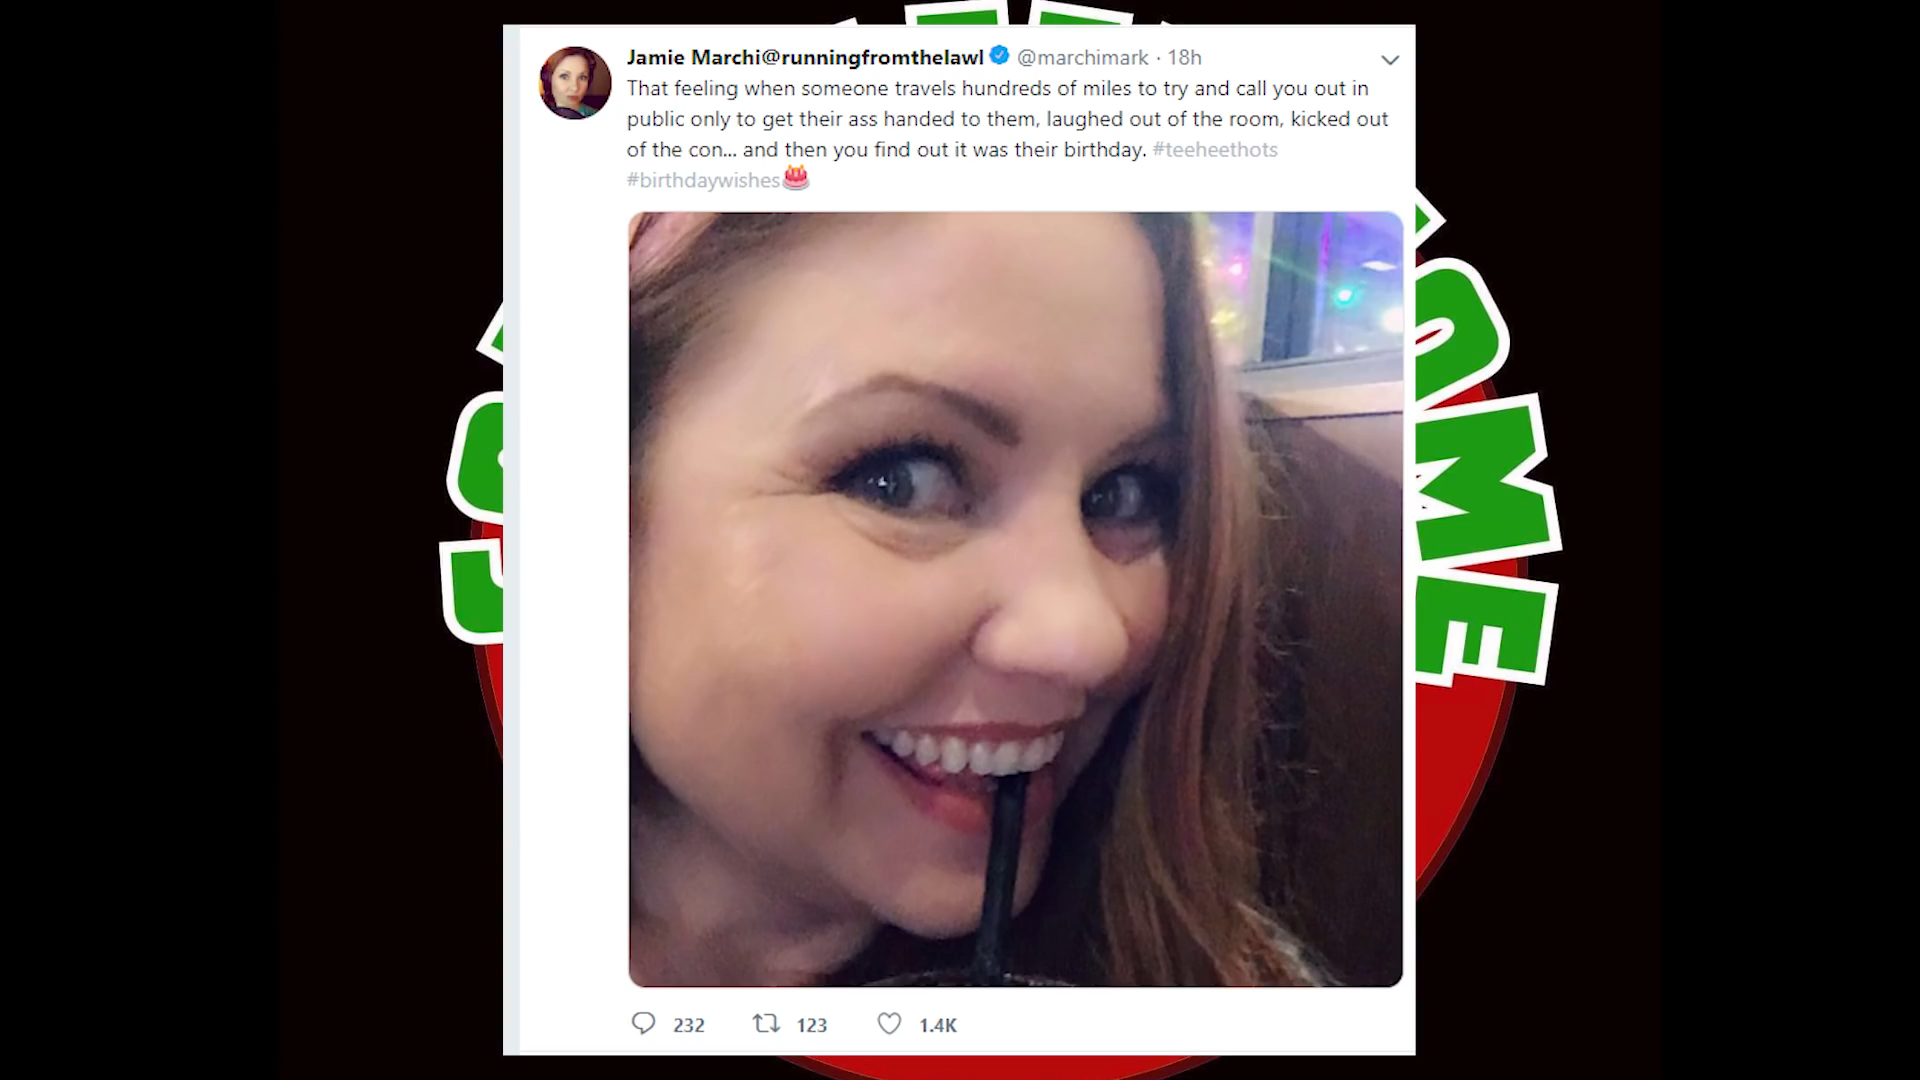 Jamie Marchi@runningfromthelawl @marchimark · 18h
That feeling when someone travels hundreds of miles to try and call you out in
public only to get their ass handed to them, laughed out of the room, kicked out
of the con... and then you find out it was their birthday. #teeheethots
#birthdaywishes🎂
232 123 1.4K
OME